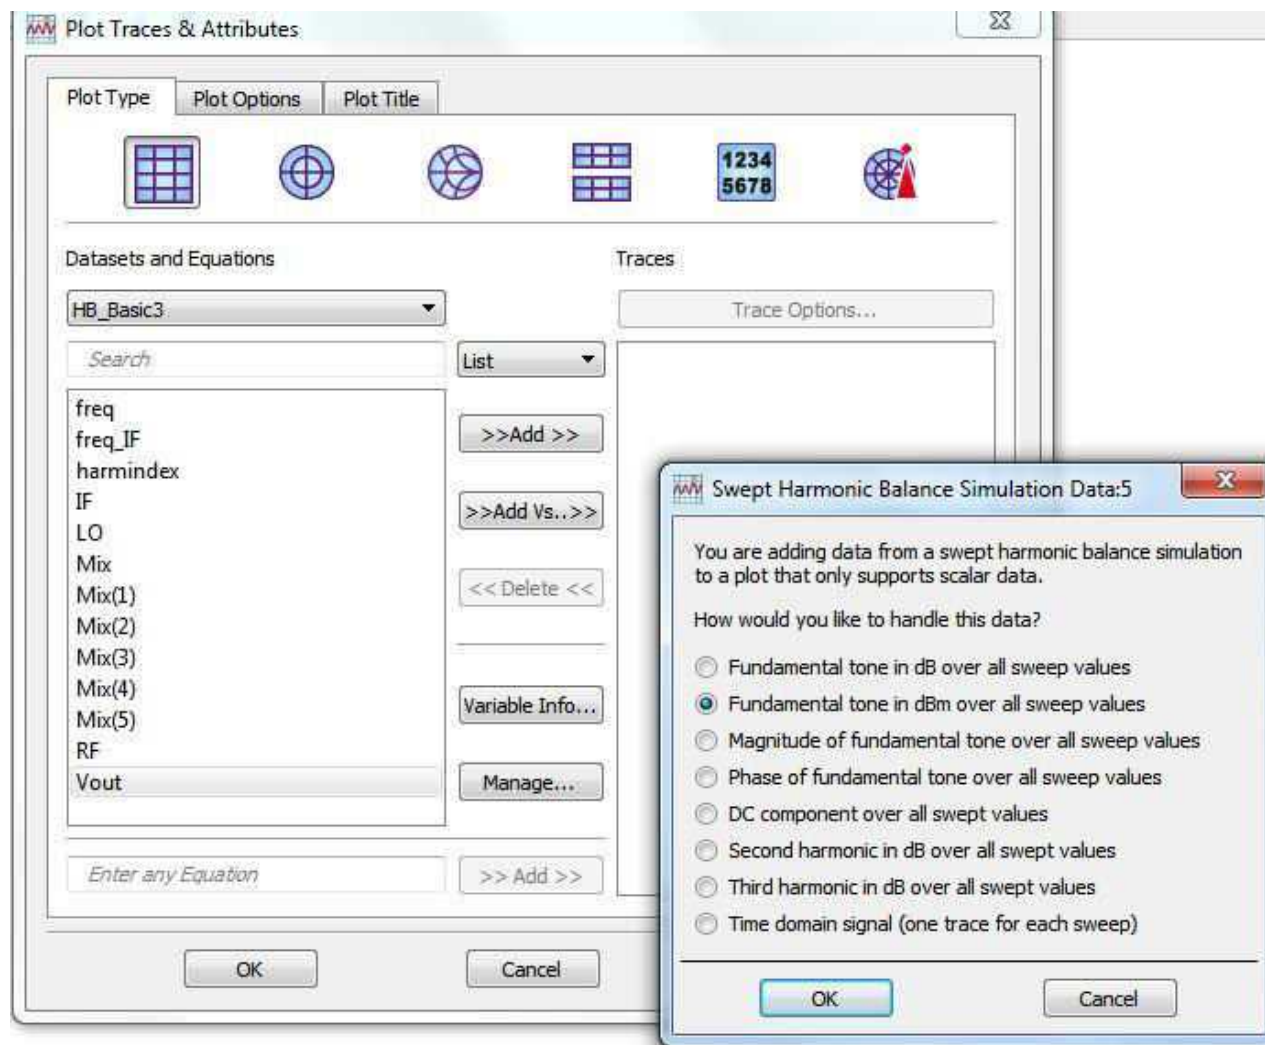 Plot Traces & Attributes
Plot Type Plot Options Plot Title
1234
5678
Datasets and Equations Traces
HB_Basic3 Trace Options...
Search List
freq
freq_IF
harmindex
IF
LO
Mix
Mix(1)
Mix(2)
Mix(3)
Mix(4)
Mix(5)
RF
Vout
>>Add >>
>>Add Vs..>>
<< Delete <<
Variable Info...
Manage...
Enter any Equation >> Add >>
OK Cancel
Swept Harmonic Balance Simulation Data:5
You are adding data from a swept harmonic balance simulation
to a plot that only supports scalar data.
How would you like to handle this data?
Fundamental tone in dB over all sweep values
Fundamental tone in dBm over all sweep values
Magnitude of fundamental tone over all sweep values
Phase of fundamental tone over all sweep values
DC component over all swept values
Second harmonic in dB over all swept values
Third harmonic in dB over all swept values
Time domain signal (one trace for each sweep)
OK Cancel